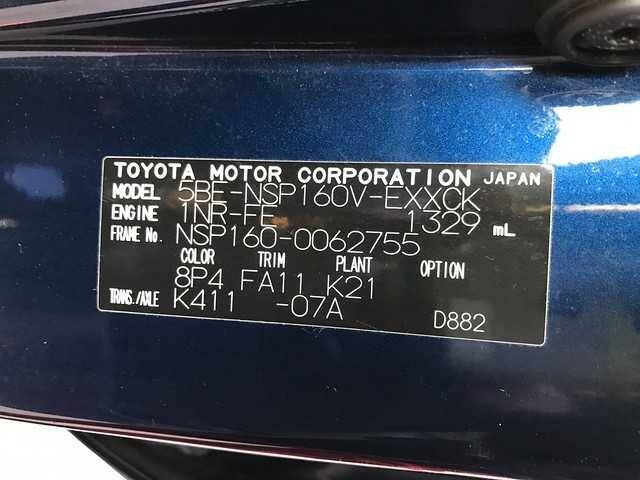 TOYOTA MOTOR CORPORATION JAPAN
MODEL 5BE-NSP160V-EXXCK
ENGINE 1NR-FE 1329 mL
FRAME No. NSP160-0062755
COLOR TRIM PLANT OPTION
8P4 FA11 K21
TRANS./AXLE K411 -07A
D882